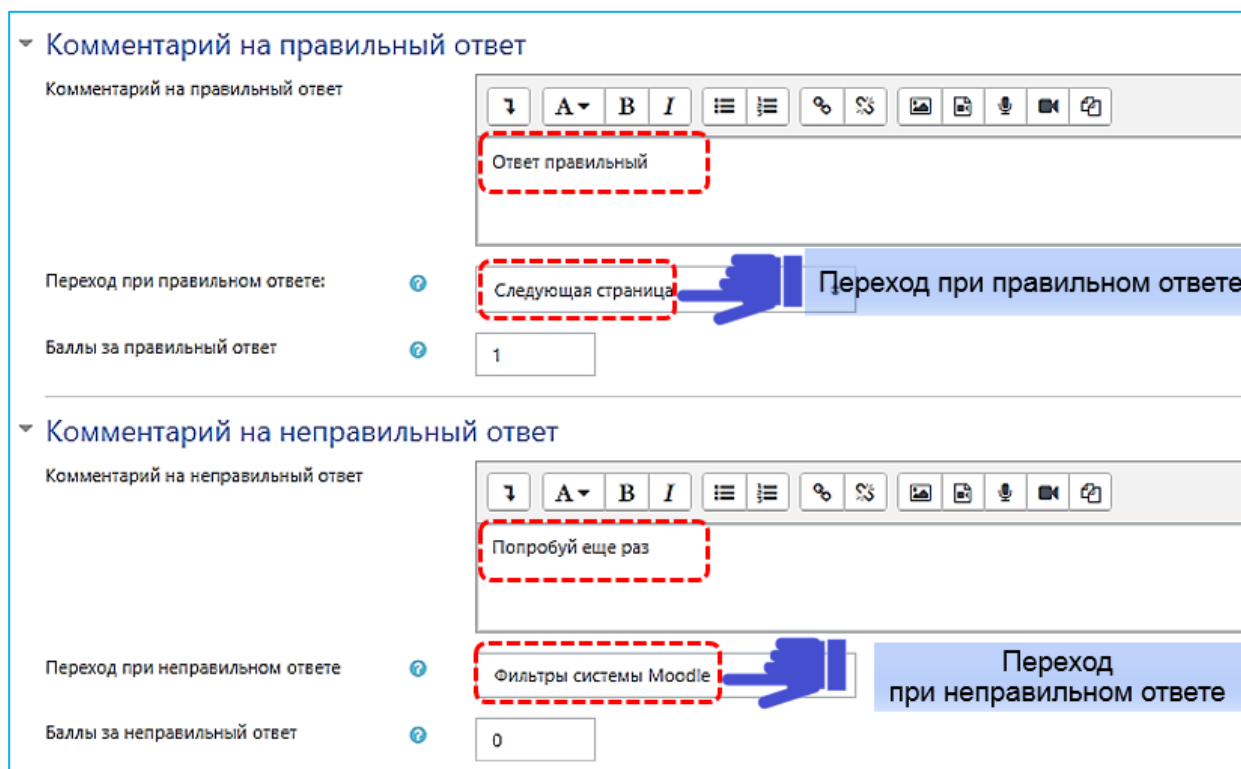 Комментарий на правильный ответ
Комментарий на правильный ответ
A B I
Ответ правильный
Переход при правильном ответе:
Следующая страница
Переход при правильном ответе
Баллы за правильный ответ
1
Комментарий на неправильный ответ
Комментарий на неправильный ответ
A B I
Попробуй еще раз
Переход при неправильном ответе
Фильтры системы Moodle
Переход
при неправильном ответе
Баллы за неправильный ответ
0